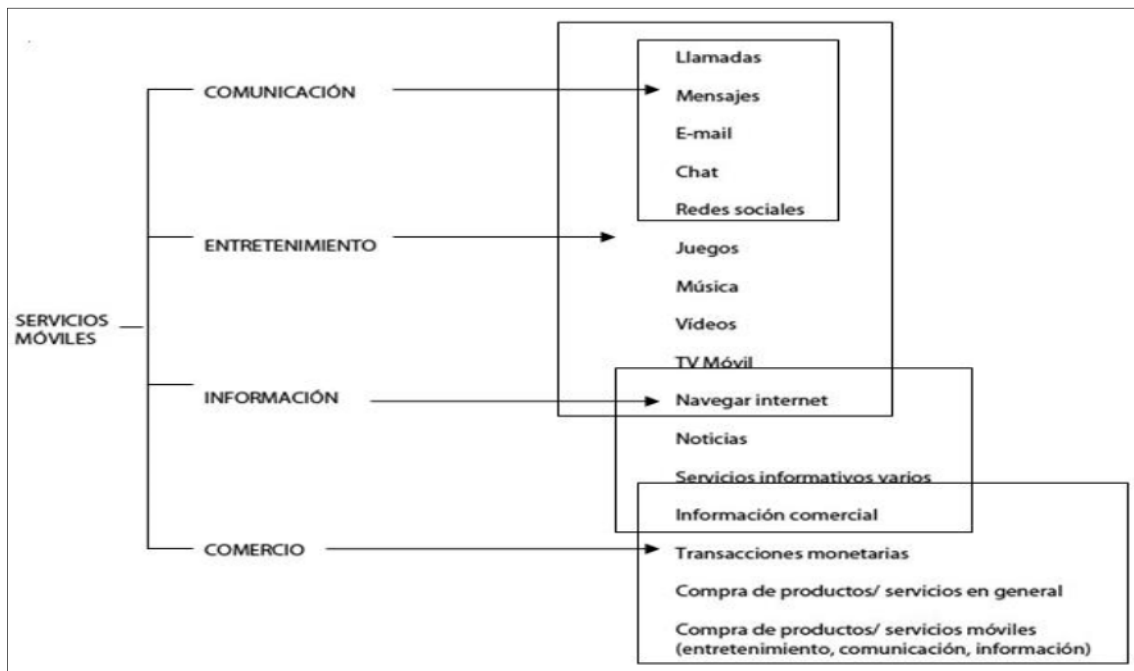 Llamadas
COMUNICACIÓN
Mensajes
E-mail
Chat
Redes sociales
ENTRETENIMIENTO
Juegos
Música
Vídeos
SERVICIOS
MÓVILES
TV Móvil
INFORMACIÓN
Navegar internet
Noticias
Servicios informativos varios
Información comercial
COMERCIO
Transacciones monetarias
Compra de productos/ servicios en general
Compra de productos/ servicios móviles
(entretenimiento, comunicación, información)